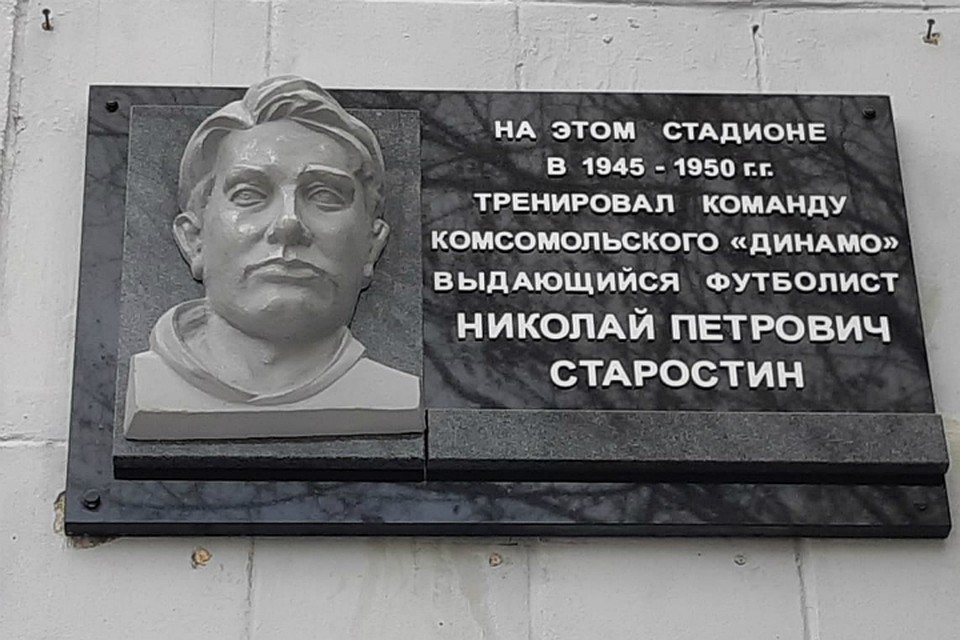 НА ЭТОМ СТАДИОНЕ
В 1945 - 1950 г.г.
ТРЕНИРОВАЛ КОМАНДУ
КОМСОМОЛЬСКОГО «ДИНАМО»
ВЫДАЮЩИЙСЯ ФУТБОЛИСТ
НИКОЛАЙ ПЕТРОВИЧ
СТАРОСТИН